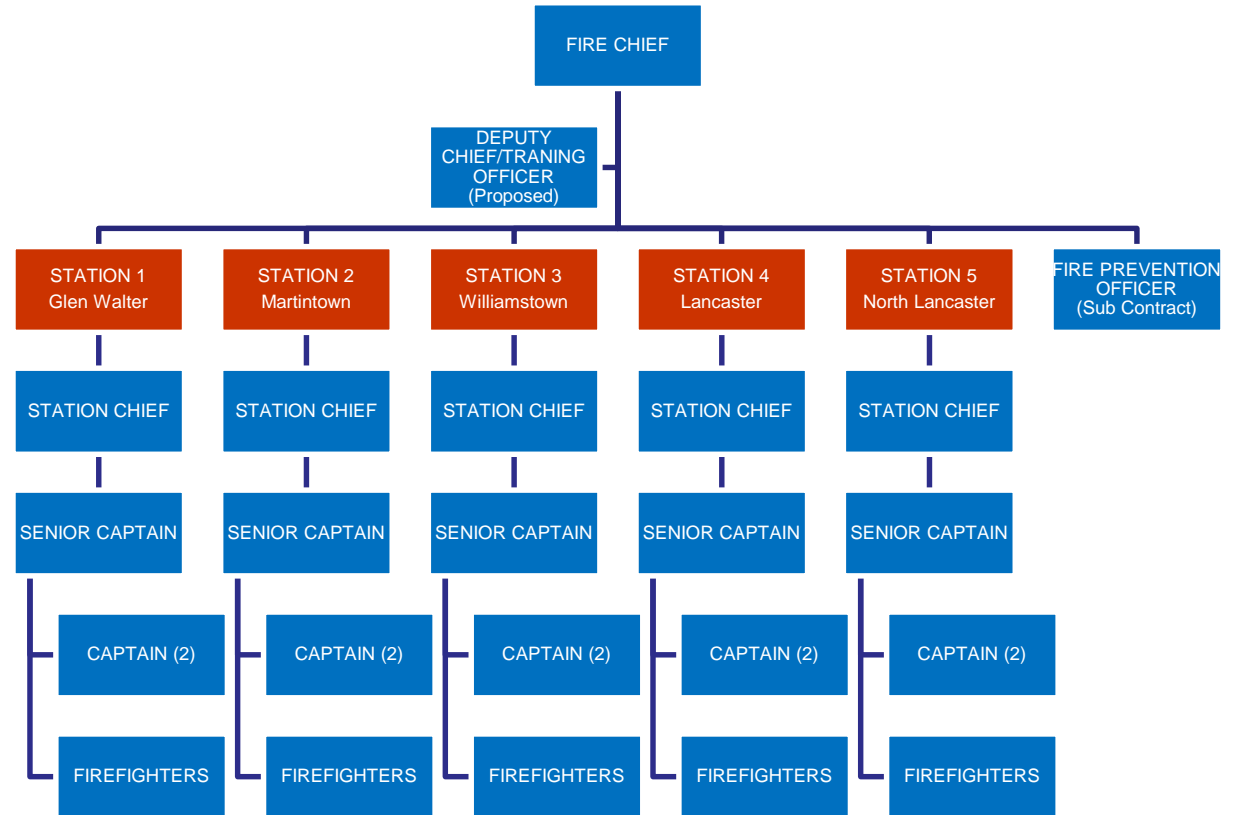 FIRE CHIEF
DEPUTY
CHIEF/TRANING
OFFICER
(Proposed)
STATION 1
Glen Walter
STATION 2
Martintown
STATION 3
Williamstown
STATION 4
Lancaster
STATION 5
North Lancaster
FIRE PREVENTION
OFFICER
(Sub Contract)
STATION CHIEF
STATION CHIEF
STATION CHIEF
STATION CHIEF
STATION CHIEF
SENIOR CAPTAIN
SENIOR CAPTAIN
SENIOR CAPTAIN
SENIOR CAPTAIN
SENIOR CAPTAIN
CAPTAIN (2)
CAPTAIN (2)
CAPTAIN (2)
CAPTAIN (2)
CAPTAIN (2)
FIREFIGHTERS
FIREFIGHTERS
FIREFIGHTERS
FIREFIGHTERS
FIREFIGHTERS